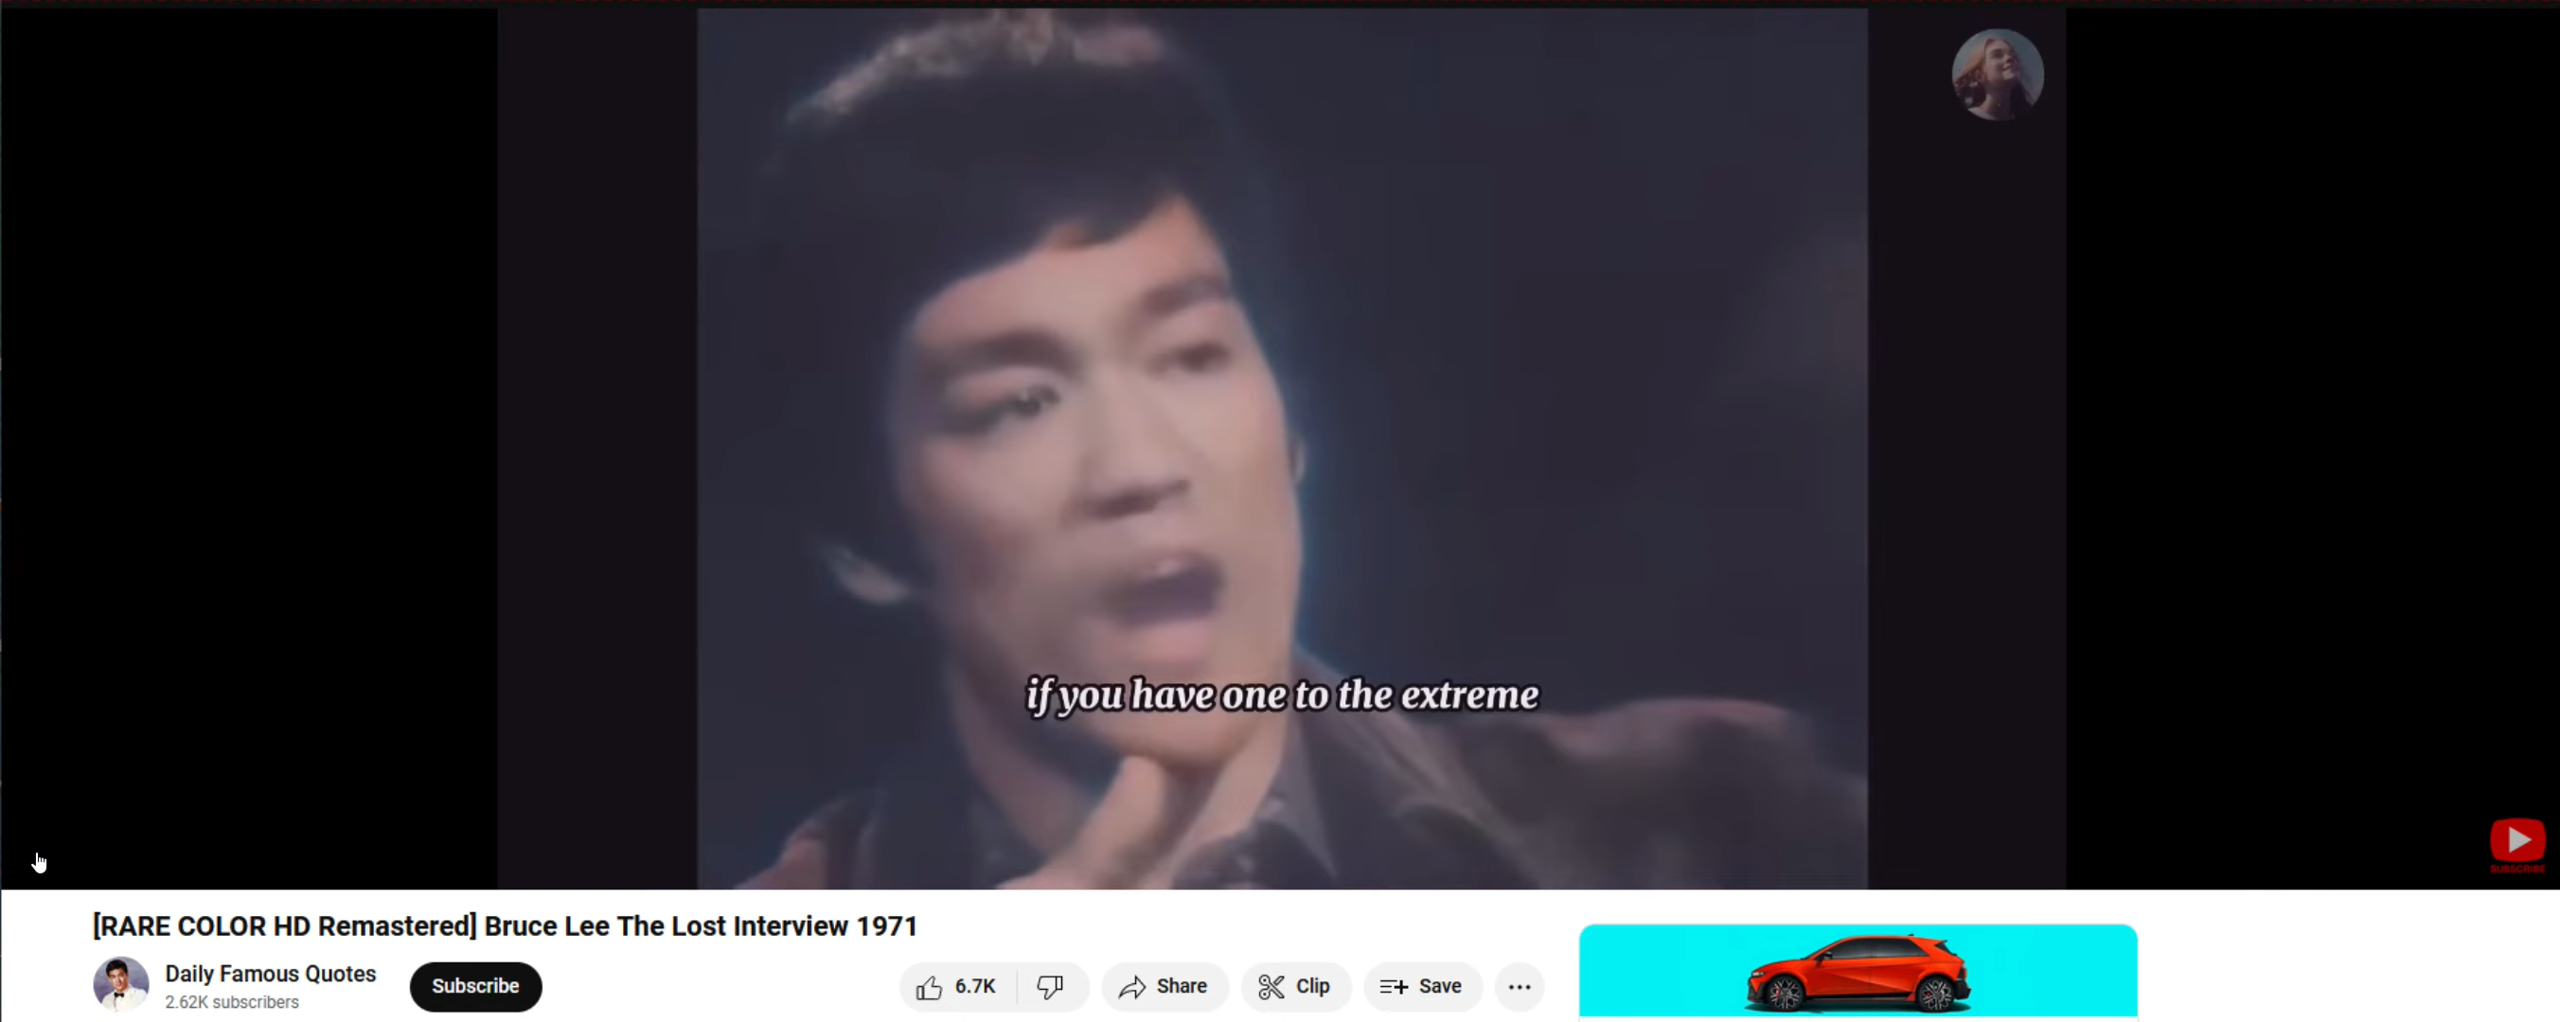 if you have one to the extreme
SUBSCRIBE
[RARE COLOR HD Remastered] Bruce Lee The Lost Interview 1971
Daily Famous Quotes
2.62K subscribers
Subscribe
6.7K
Share
Clip
Save